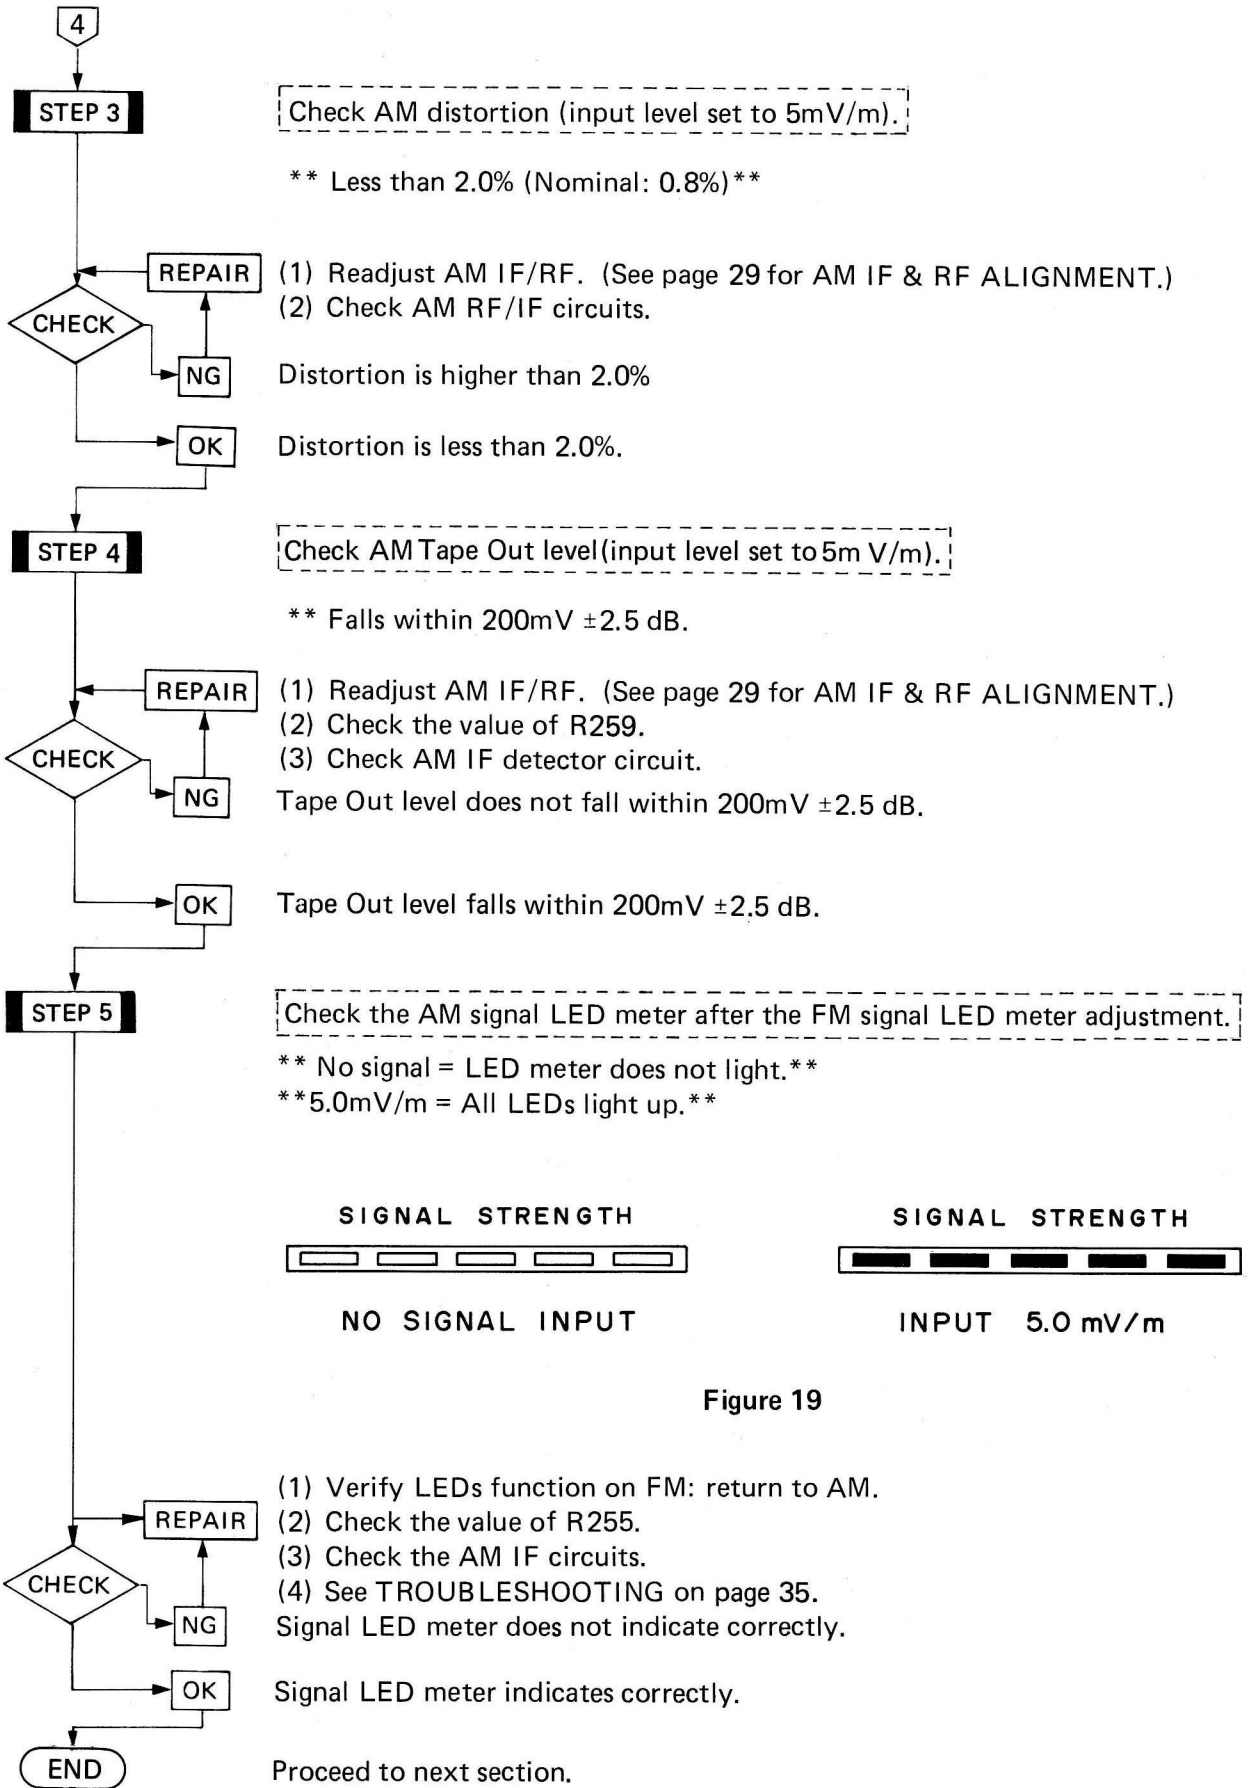 4
STEP 3
Check AM distortion (input level set to 5mV/m).
** Less than 2.0% (Nominal: 0.8%)**
REPAIR
(1) Readjust AM IF/RF. (See page 29 for AM IF & RF ALIGNMENT.)
(2) Check AM RF/IF circuits.
CHECK
NG
Distortion is higher than 2.0%
OK
Distortion is less than 2.0%.
STEP 4
Check AM Tape Out level (input level set to 5m V/m).
** Falls within 200mV ±2.5 dB.
REPAIR
(1) Readjust AM IF/RF. (See page 29 for AM IF & RF ALIGNMENT.)
(2) Check the value of R259.
(3) Check AM IF detector circuit.
CHECK
NG
Tape Out level does not fall within 200mV ±2.5 dB.
OK
Tape Out level falls within 200mV ±2.5 dB.
STEP 5
Check the AM signal LED meter after the FM signal LED meter adjustment.
** No signal = LED meter does not light.**
**5.0mV/m = All LEDs light up.**
SIGNAL STRENGTH
NO SIGNAL INPUT
SIGNAL STRENGTH
INPUT 5.0 mV/m
Figure 19
(1) Verify LEDs function on FM: return to AM.
REPAIR
(2) Check the value of R255.
(3) Check the AM IF circuits.
CHECK
(4) See TROUBLESHOOTING on page 35.
NG
Signal LED meter does not indicate correctly.
OK
Signal LED meter indicates correctly.
END
Proceed to next section.